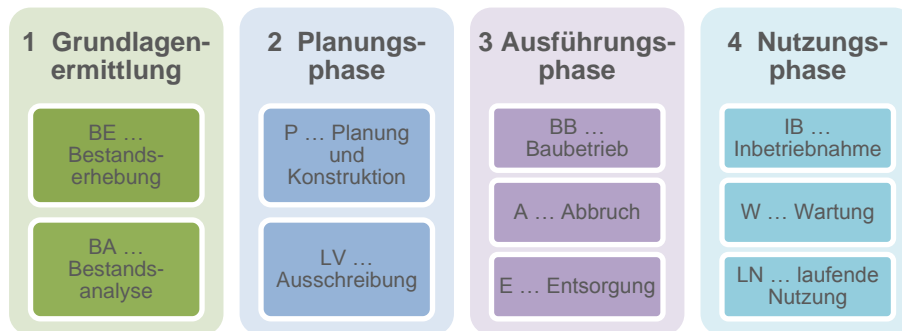 1 Grundlagen-
ermittlung
BE …
Bestands-
erhebung
BA …
Bestands-
analyse
2 Planungs-
phase
P … Planung
und
Konstruktion
LV …
Ausschreibung
3 Ausführungs-
phase
BB …
Baubetrieb
A … Abbruch
E … Entsorgung
4 Nutzungs-
phase
IB …
Inbetriebnahme
W … Wartung
LN … laufende
Nutzung